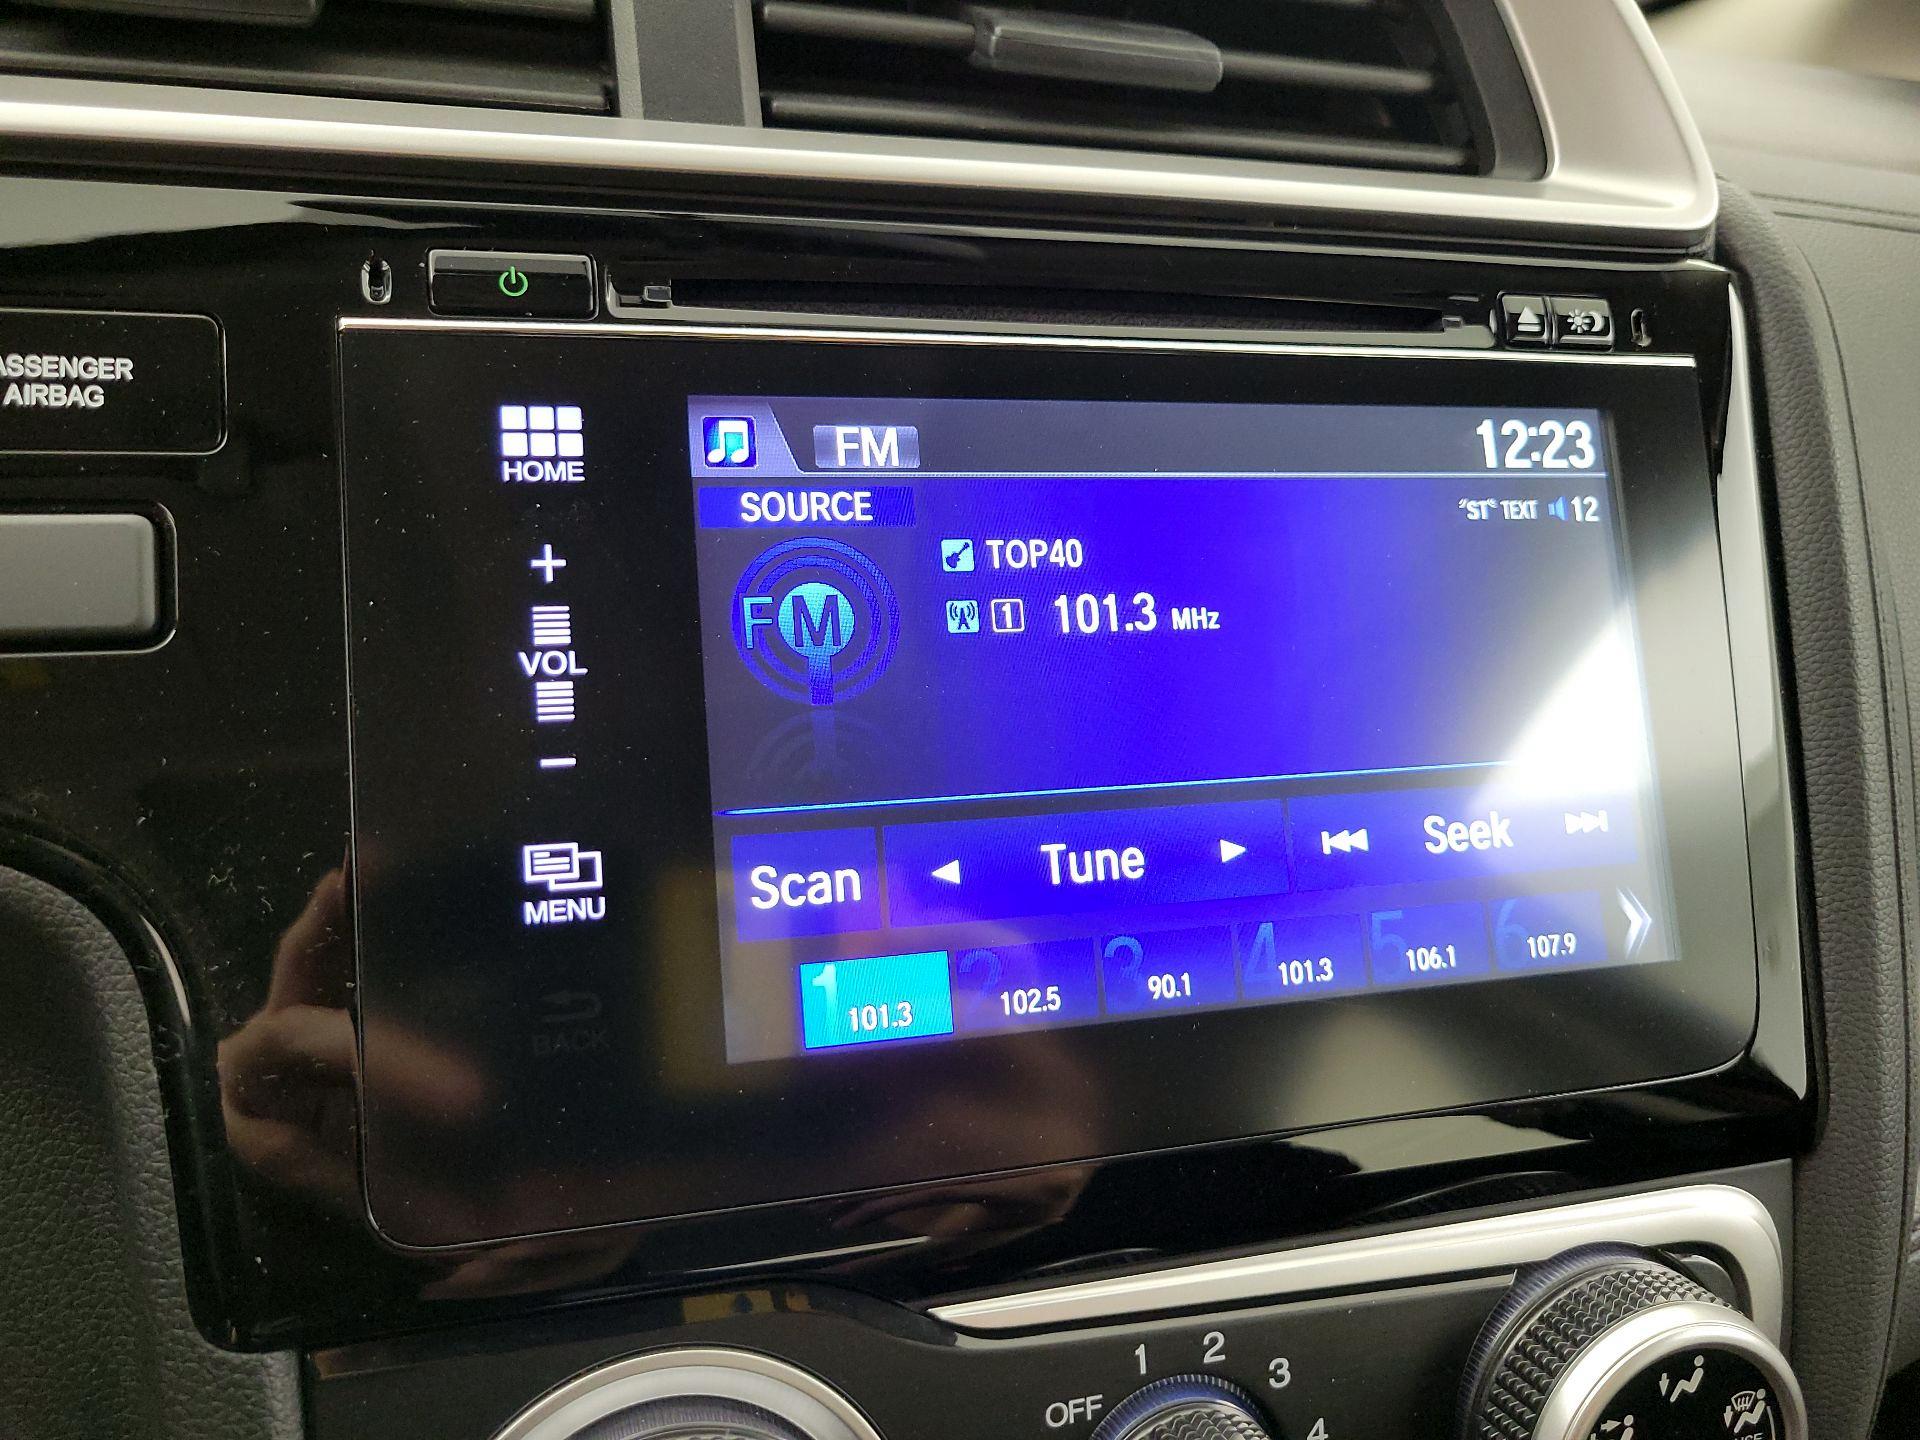 ASSENGER
AIRBAG
HOME
+
VOL
-
MENU
BACK
FM
12:23
SOURCE
"ST" TEXT 12
FM
TOP40
1 101.3 MHz
Scan
Tune
Seek
1 101.3
2 102.5
3 90.1
4 101.3
5 106.1
6 107.9
OFF
1
2
3
4